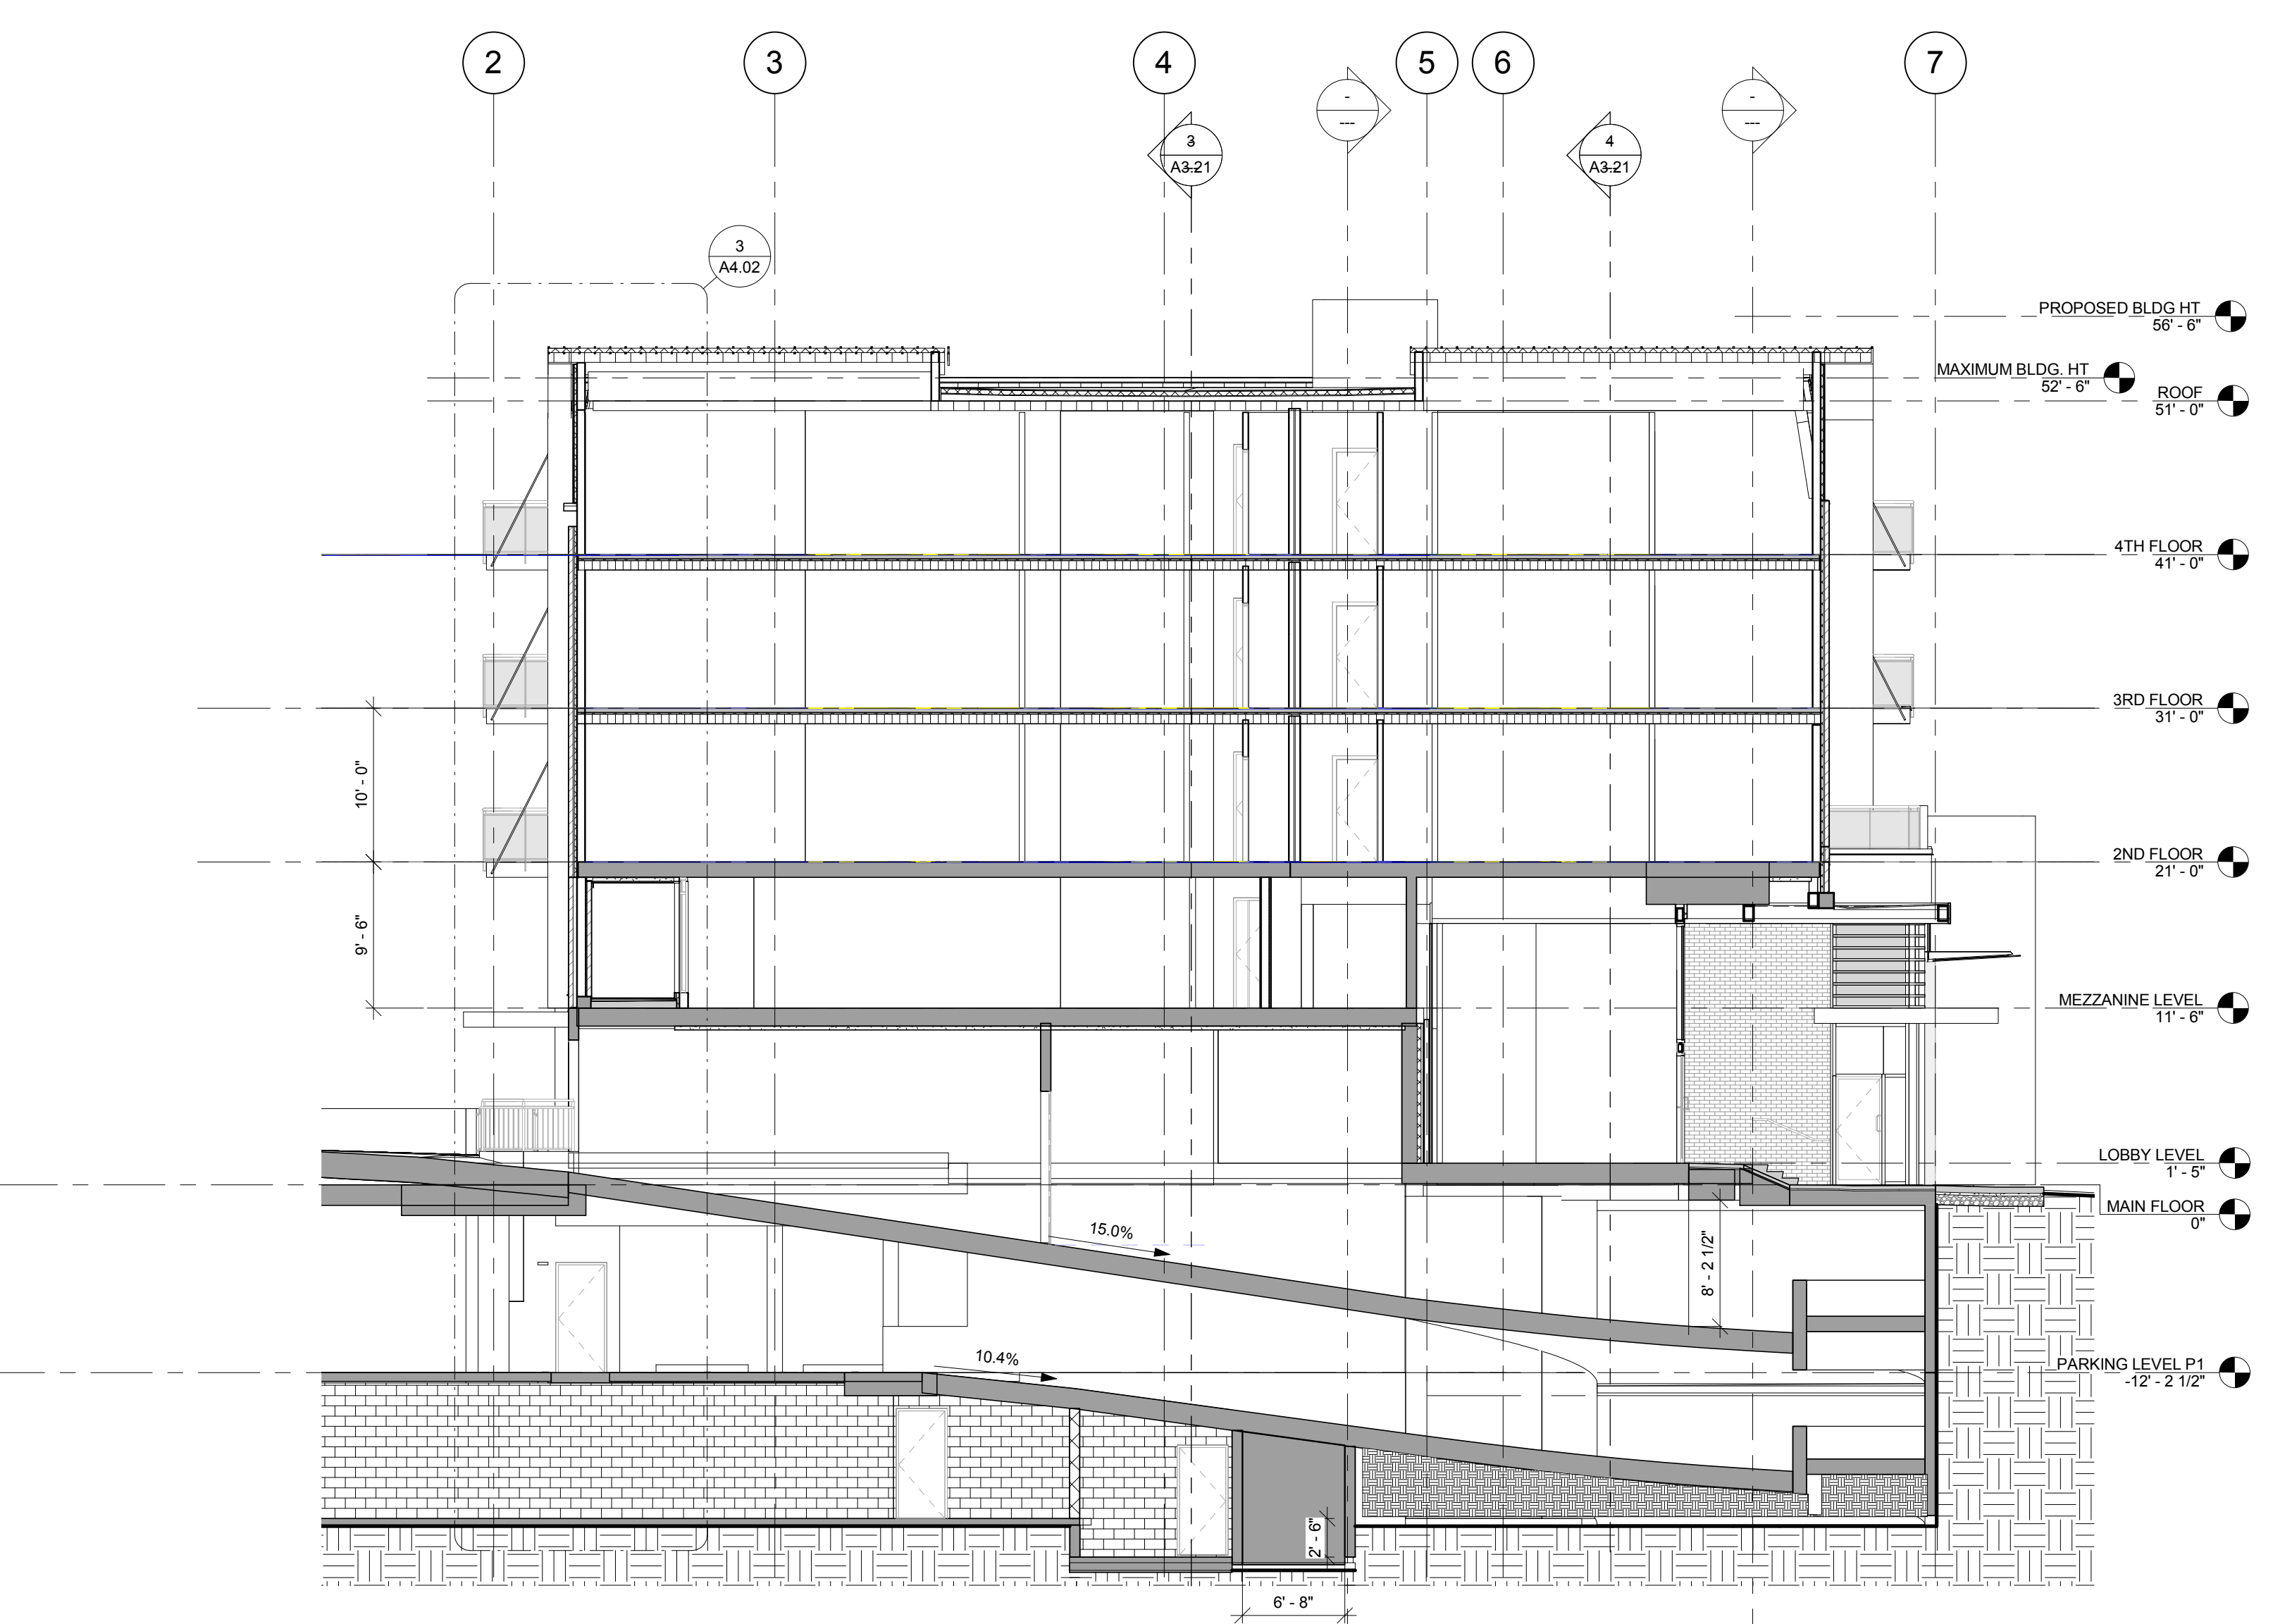 2
3
4
5
6
7
-
---
-
---
3
A3.21
4
A3.21
3
A4.02
PROPOSED BLDG HT
56' - 6"
MAXIMUM BLDG. HT
52' - 6"
ROOF
51' - 0"
4TH FLOOR
41' - 0"
3RD FLOOR
31' - 0"
10' - 0"
2ND FLOOR
21' - 0"
9' - 6"
MEZZANINE LEVEL
11' - 6"
LOBBY LEVEL
1' - 5"
MAIN FLOOR
0"
15.0%
8' - 2 1/2"
10.4%
PARKING LEVEL P1
-12' - 2 1/2"
2' - 6"
6' - 8"